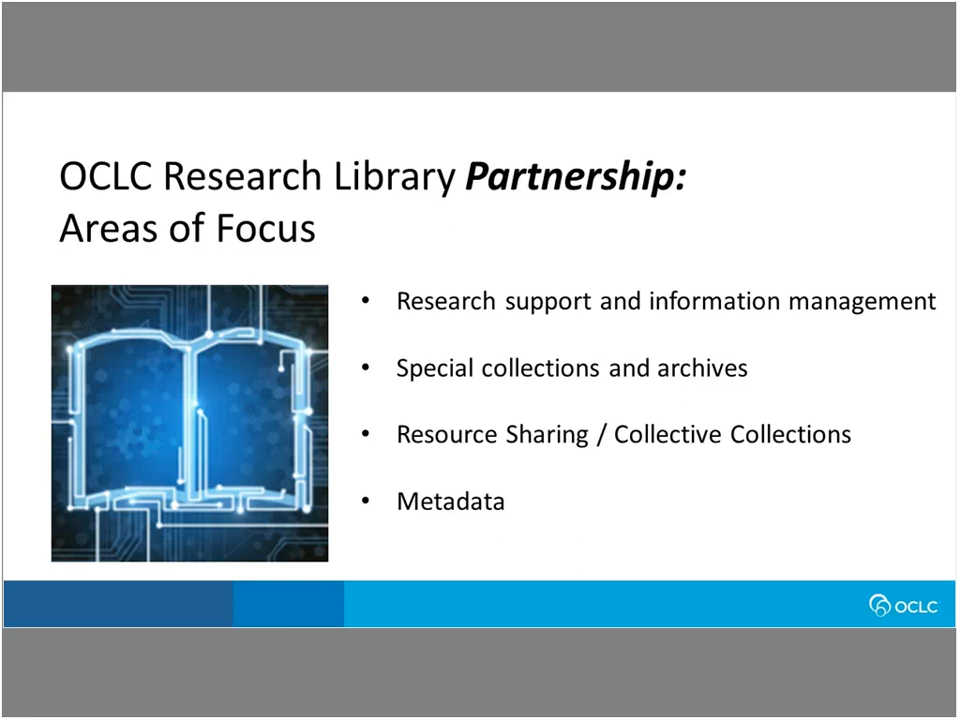 OCLC Research Library Partnership:
Areas of Focus
• Research support and information management
• Special collections and archives
• Resource Sharing / Collective Collections
• Metadata
OCLC